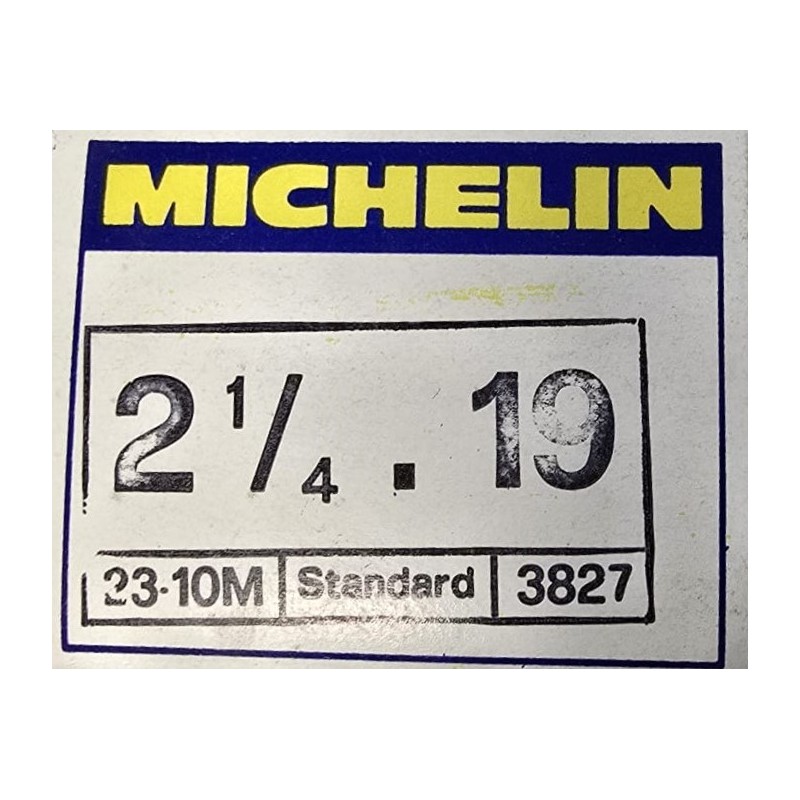 MICHELIN
2 1/4 . 19
23-10M Standard 3827